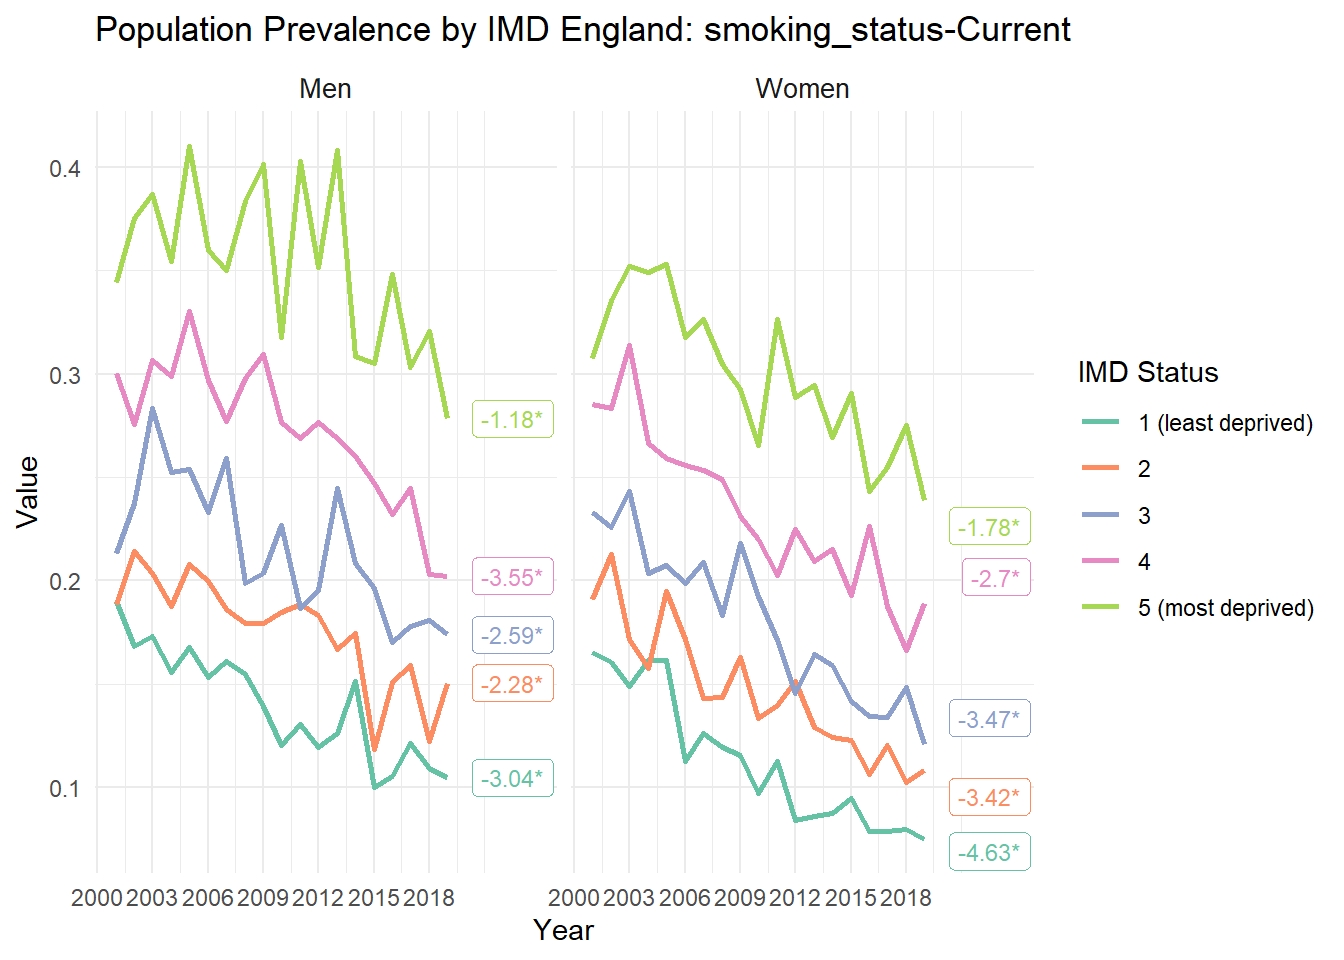 Population Prevalence by IMD England: smoking_status-Current
Men
Women
0.4
0.3
0.2
0.1
Value
-1.18*
-3.55*
-2.59*
-2.28*
-3.04*
-1.78*
-2.7*
-3.47*
-3.42*
-4.63*
2000 2003 2006 2009 2012 2015 2018
2000 2003 2006 2009 2012 2015 2018
Year
IMD Status
1 (least deprived)
2
3
4
5 (most deprived)